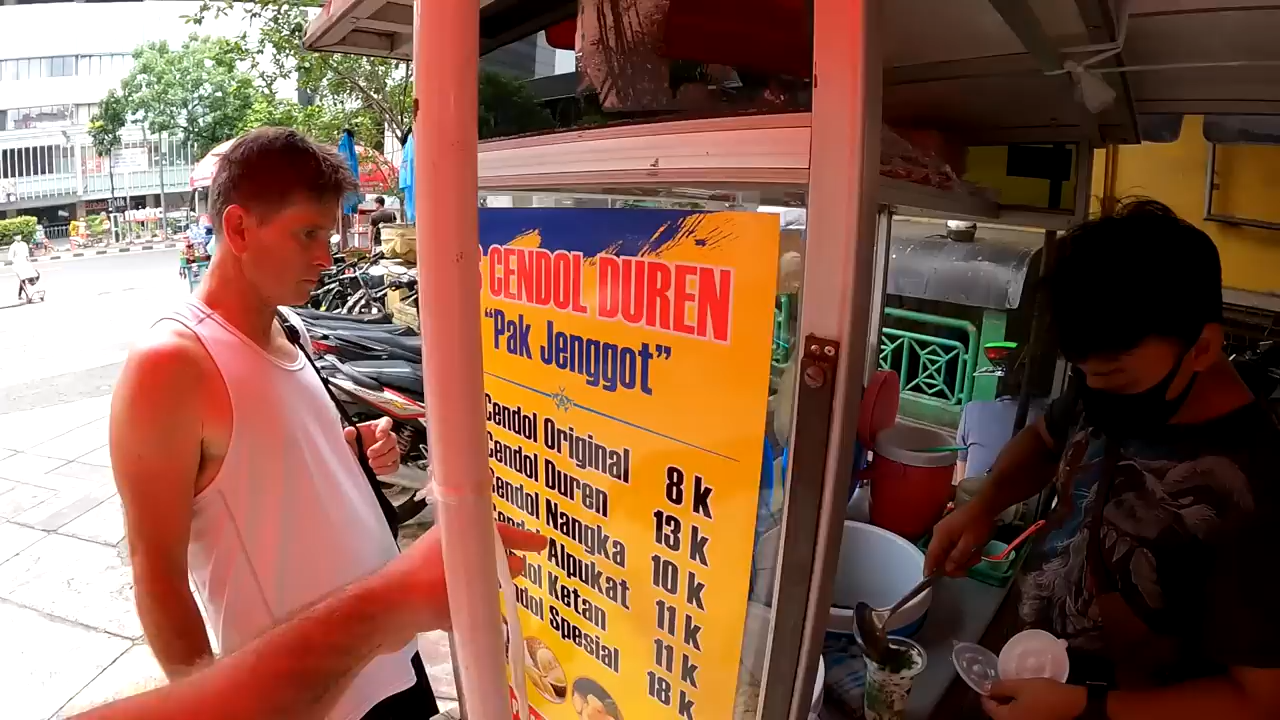 CENDOL DUREN
“Pak Jenggot”
Cendol Original 8 k
Cendol Duren 13 k
Cendol Nangka 10 k
Alpukat 11 k
Ketan 11 k
Spesial 18 k